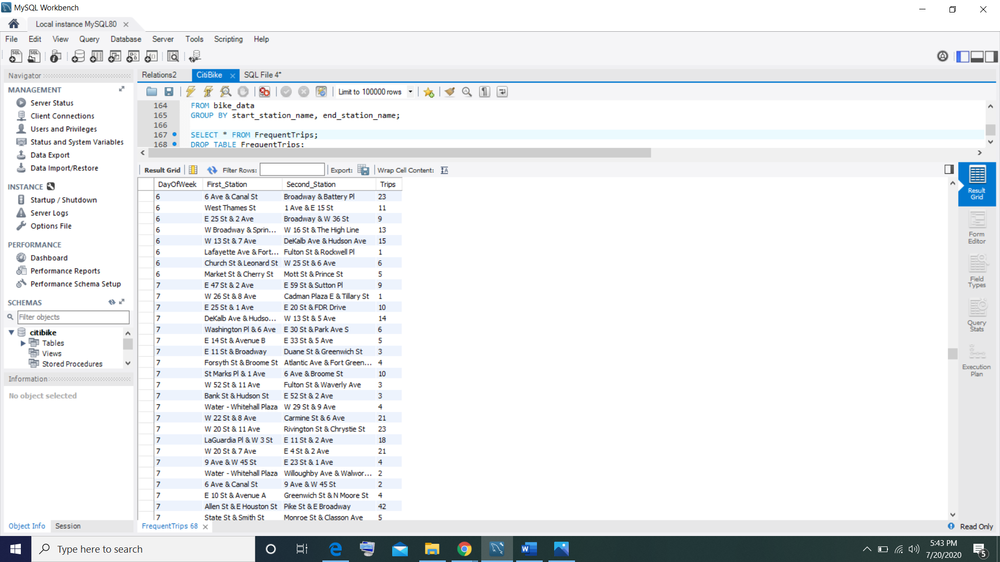 MySQL Workbench
Local instance MySQL80
File Edit View Query Database Server Tools Scripting Help
Navigator
MANAGEMENT
Server Status
Client Connections
Users and Privileges
Status and System Variables
Data Export
Data Import/Restore
INSTANCE
Startup / Shutdown
Server Logs
Options File
PERFORMANCE
Dashboard
Performance Reports
Performance Schema Setup
SCHEMAS
Filter objects
citibike
Tables
Views
Stored Procedures
Information
No object selected
Object Info Session
Relations2 CitiBike SQL File 4*
Limit to 100000 rows
164 FROM bike_data
165 GROUP BY start_station_name, end_station_name;
166
167 SELECT * FROM FrequentTrips;
168 DROP TABLE FrequentTrips;
Result Grid Filter Rows: Export: Wrap Cell Content:
DayOfWeek First_Station Second_Station Trips
6 6 Ave & Canal St Broadway & Battery Pl 23
6 West Thames St 1 Ave & E 15 St 11
6 E 25 St & 2 Ave Broadway & W 36 St 9
6 W Broadway & Sprin... W 16 St & The High Line 13
6 W 13 St & 7 Ave DeKalb Ave & Hudson Ave 15
6 Lafayette Ave & Fort... Fulton St & Rockwell Pl 1
6 Church St & Leonard St W 25 St & 6 Ave 6
6 Market St & Cherry St Mott St & Prince St 5
7 E 47 St & 2 Ave E 59 St & Sutton Pl 9
7 W 26 St & 8 Ave Cadman Plaza E & Tillary St 1
7 E 25 St & 1 Ave E 20 St & FDR Drive 10
7 DeKalb Ave & Hudso... W 13 St & 5 Ave 14
7 Washington Pl & 6 Ave E 30 St & Park Ave S 6
7 E 14 St & Avenue B E 33 St & 5 Ave 5
7 E 11 St & Broadway Duane St & Greenwich St 3
7 Forsyth St & Broome St Atlantic Ave & Fort Green... 4
7 St Marks Pl & 1 Ave 6 Ave & Broome St 10
7 W 52 St & 11 Ave Fulton St & Waverly Ave 3
7 Bank St & Hudson St E 52 St & 2 Ave 3
7 Water - Whitehall Plaza W 29 St & 9 Ave 4
7 W 22 St & 8 Ave Carmine St & 6 Ave 21
7 W 20 St & 11 Ave Rivington St & Chrystie St 23
7 LaGuardia Pl & W 3 St E 11 St & 2 Ave 18
7 W 20 St & 7 Ave E 4 St & 2 Ave 21
7 9 Ave & W 45 St E 23 St & 1 Ave 4
7 Water - Whitehall Plaza Willoughby Ave & Walwor... 2
7 6 Ave & Canal St 9 Ave & W 45 St 2
7 E 10 St & Avenue A Greenwich St & N Moore St 4
7 Allen St & E Houston St Pike St & E Broadway 42
7 State St & Smith St Monroe St & Classon Ave 5
FrequentTrips 68
Result Grid
Form Editor
Field Types
Query Stats
Execution Plan
Read Only
Type here to search
5:43 PM
7/20/2020
5